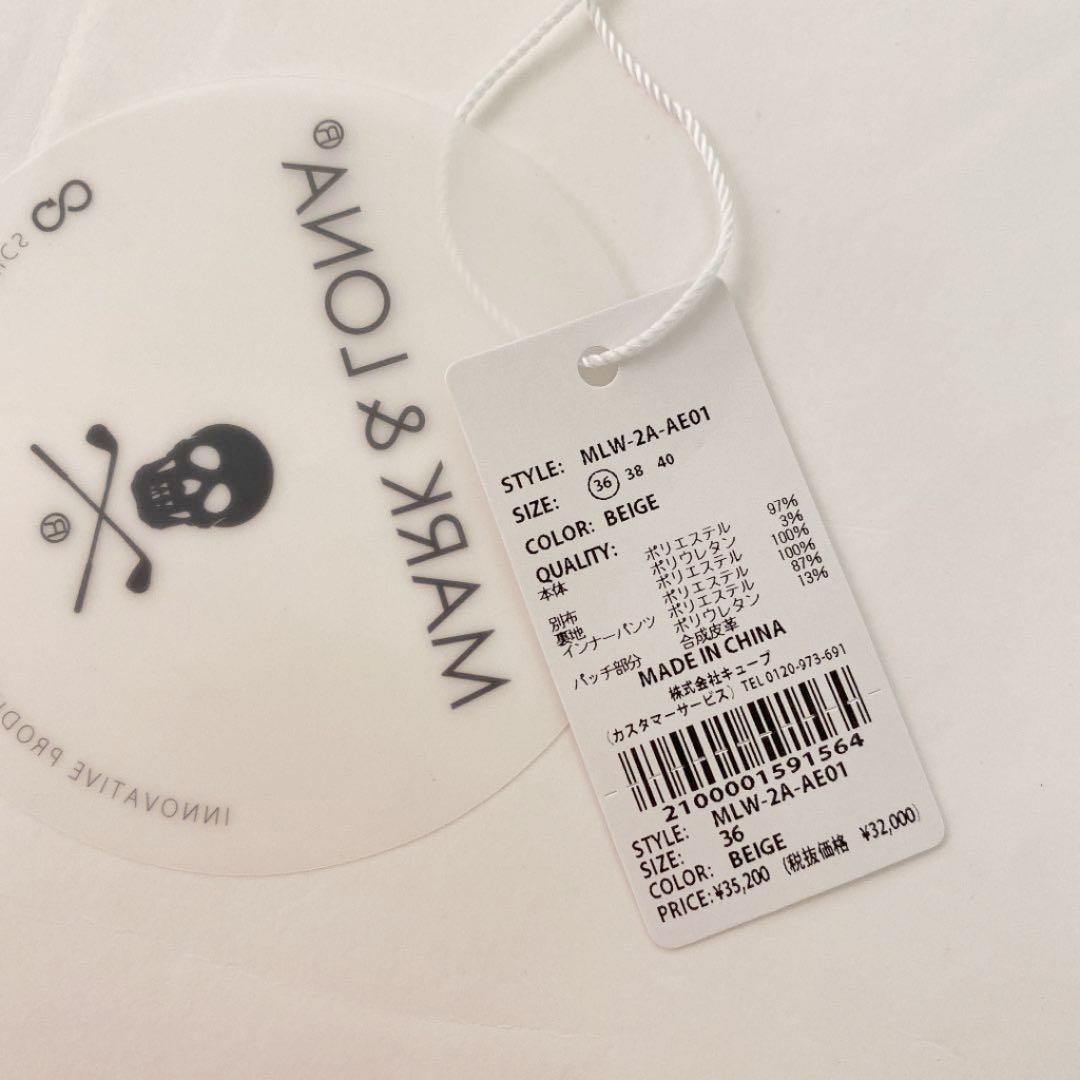 MARK & LONA®
®
INNOVATIVE PRODU
STYLE: MLW-2A-AE01
SIZE: 36 38 40
COLOR: BEIGE
QUALITY:
本体 ポリエステル 97%
ポリウレタン 3%
別布 ポリエステル 100%
裏地 ポリエステル 100%
インナーパンツ ポリエステル 87%
ポリウレタン 13%
パッチ部分 合成皮革
MADE IN CHINA
株式会社キューブ
(カスタマーサービス) TEL 0120-973-691
2100001591564
STYLE: MLW-2A-AE01
SIZE: 36
COLOR: BEIGE
PRICE: ¥35,200 (税抜価格 ¥32,000)